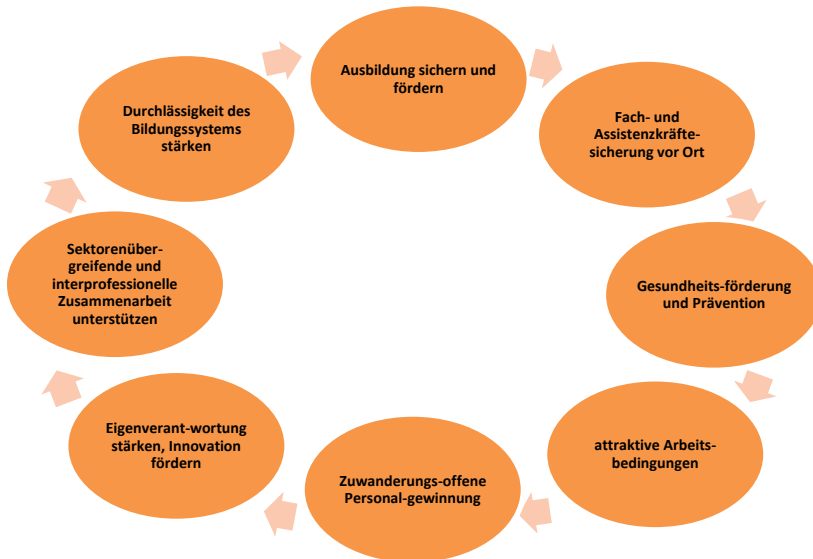 Ausbildung sichern und
fördern
Fach- und
Assistenzkräfte-
sicherung vor Ort
Gesundheits-förderung
und Prävention
attraktive Arbeits-
bedingungen
Zuwanderungs-offene
Personal-gewinnung
Eigenverant-wortung
stärken, Innovation
fördern
Sektorenüber-
greifende und
interprofessionelle
Zusammenarbeit
unterstützen
Durchlässigkeit des
Bildungssystems
stärken